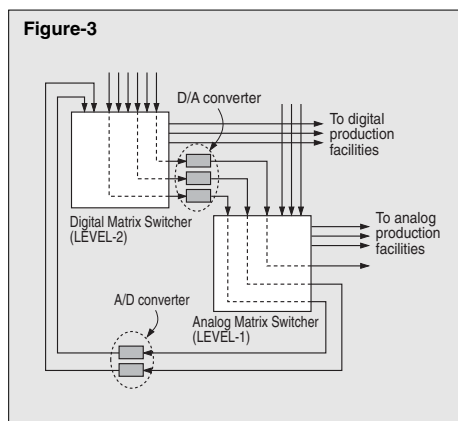 Figure-3
D/A converter
To digital
production
facilities
Digital Matrix Switcher
(LEVEL-2)
To analog
production
facilities
A/D converter
Analog Matrix Switcher
(LEVEL-1)